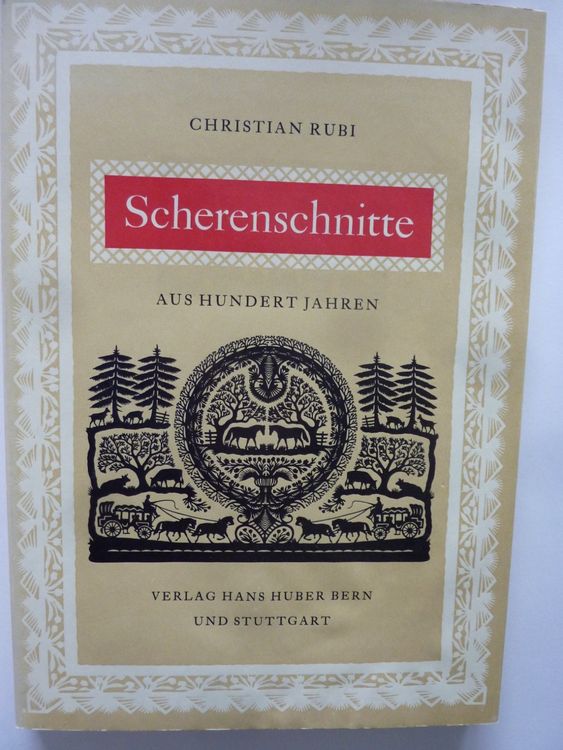 CHRISTIAN RUBI
Scherenschnitte
AUS HUNDERT JAHREN
VERLAG HANS HUBER BERN
UND STUTTGART